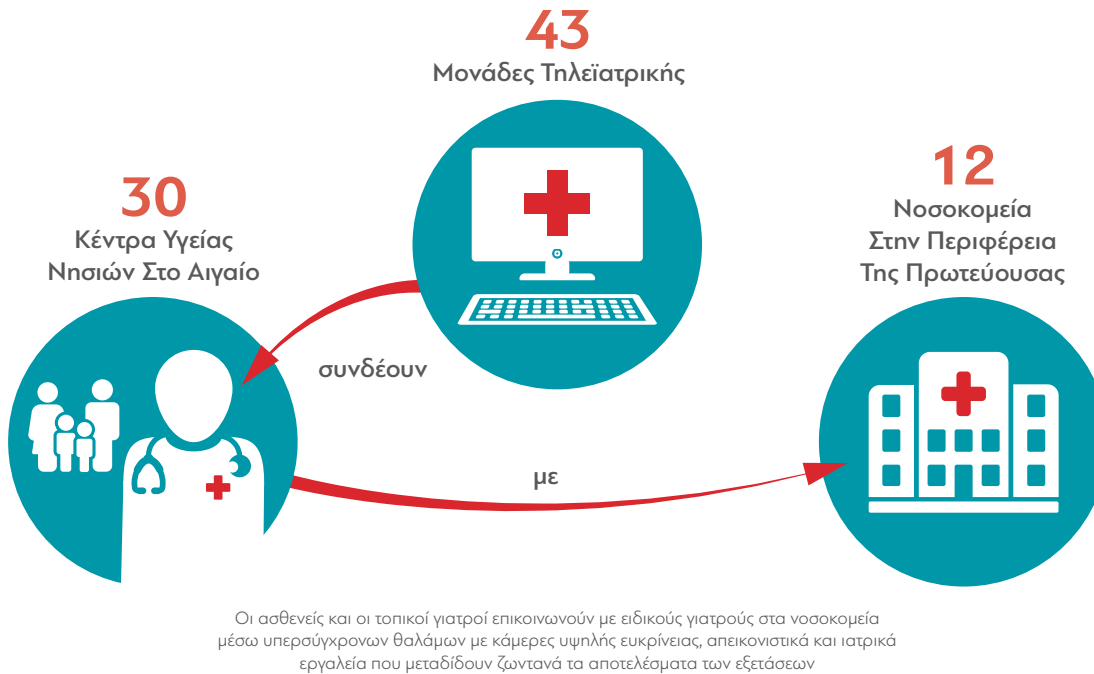 43
Μονάδες Τηλεϊατρικής
30
Κέντρα Υγείας
Νησιών Στο Αιγαίο
12
Νοσοκομεία
Στην Περιφέρεια
Της Πρωτεύουσας
συνδέουν
με
Οι ασθενείς και οι τοπικοί γιατροί επικοινωνούν με ειδικούς γιατρούς στα νοσοκομεία
μέσω υπερσύγχρονων θαλάμων με κάμερες υψηλής ευκρίνειας, απεικονιστικά και ιατρικά
εργαλεία που μεταδίδουν ζωντανά τα αποτελέσματα των εξετάσεων